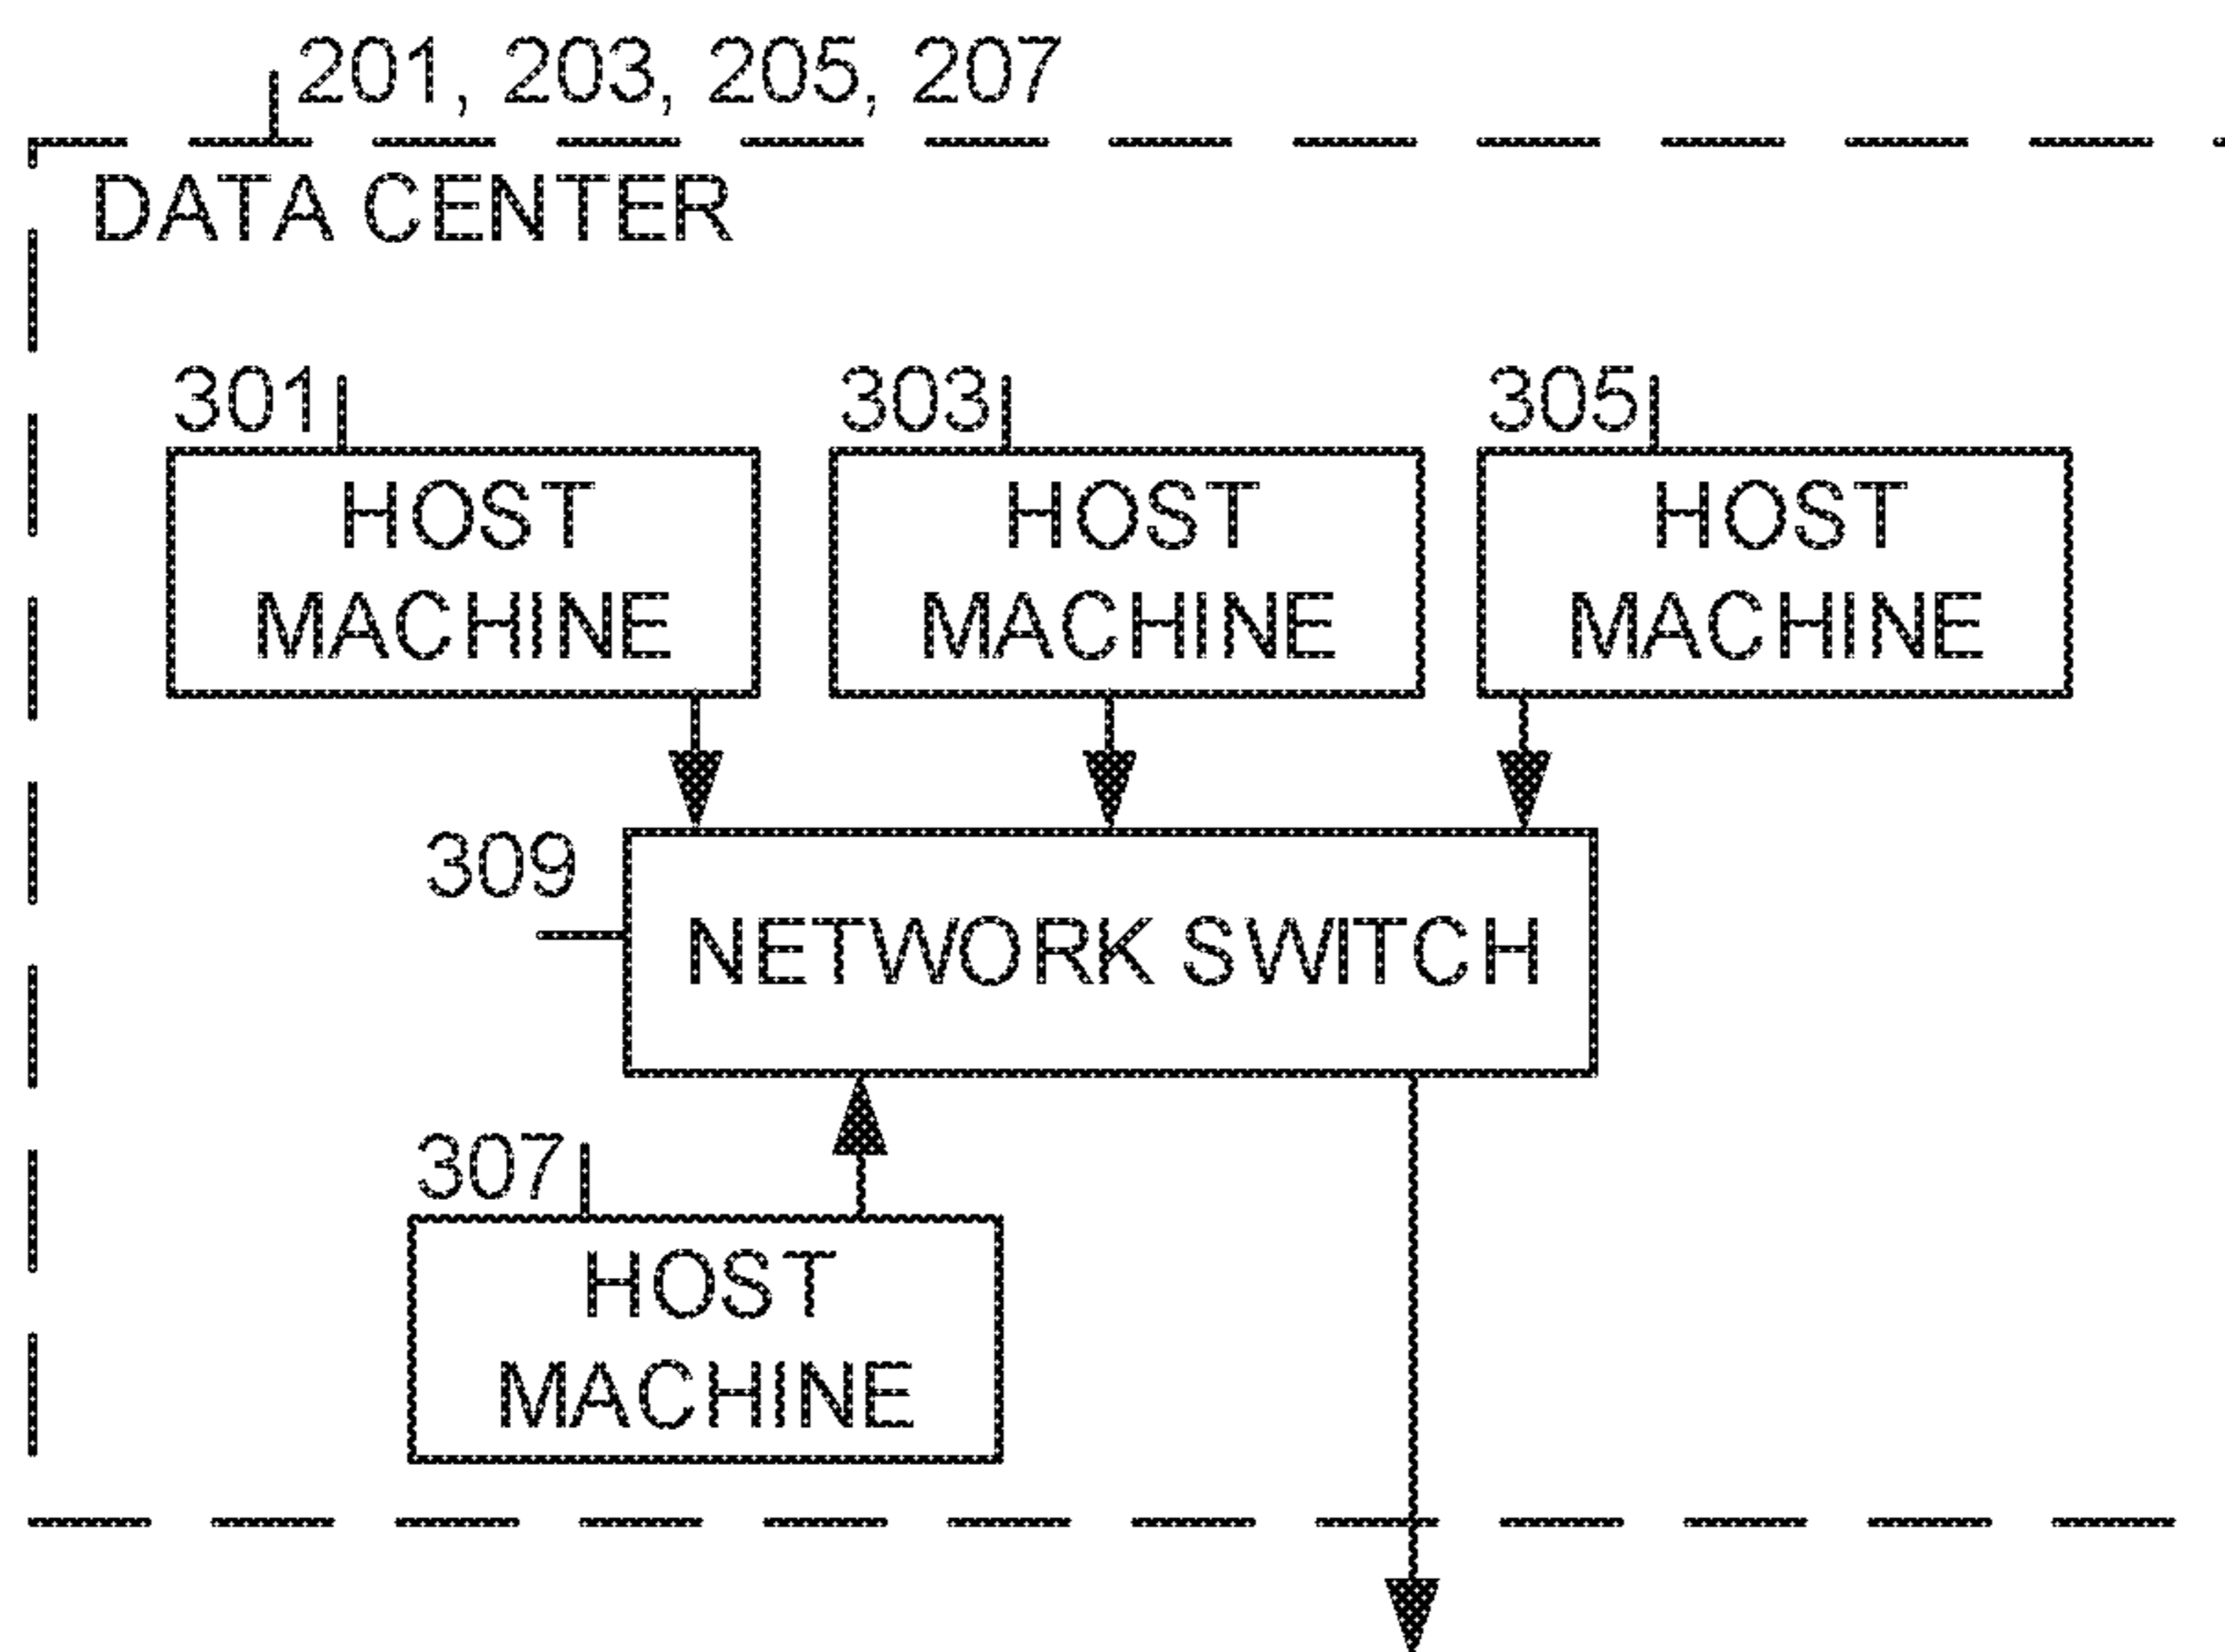 201, 203, 205, 207
DATA CENTER
301
303
305
HOST
MACHINE
HOST
MACHINE
HOST
MACHINE
309
NETWORK SWITCH
307
HOST
MACHINE